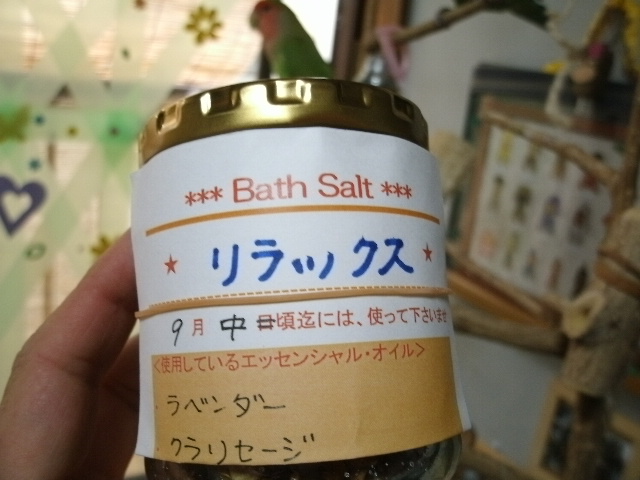 *** Bath Salt ***
★ リラックス ★
9月 中日頃迄には、使って下さいませ
<使用しているエッセンシャル・オイル>
・ラベンダー
・クラリセージ